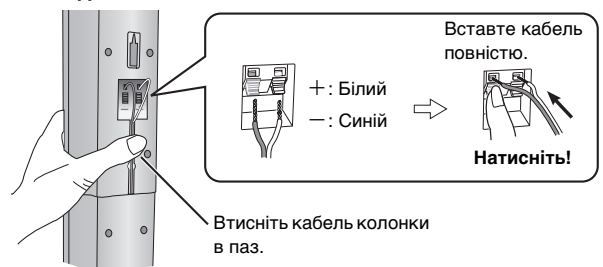 Вставте кабель
повністю.
+: Білий
–: Синій
Натисніть!
Втисніть кабель колонки
в паз.